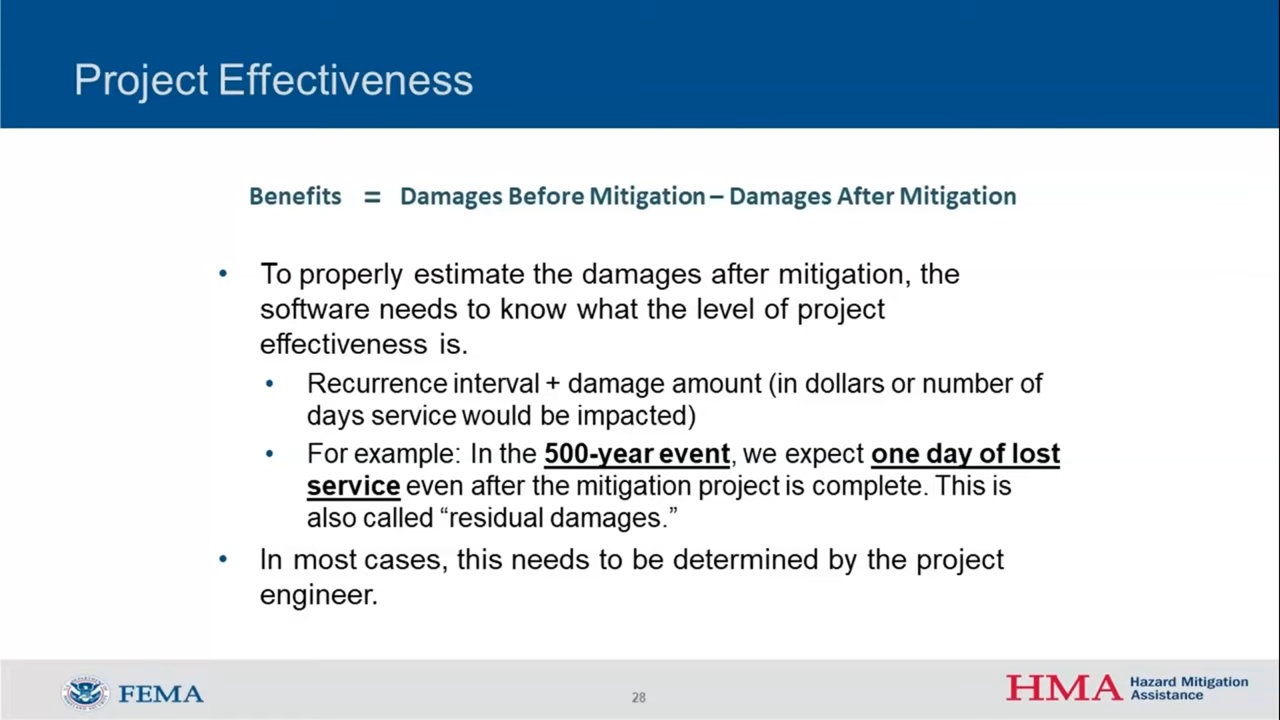 Project Effectiveness
Benefits = Damages Before Mitigation – Damages After Mitigation
• To properly estimate the damages after mitigation, the
software needs to know what the level of project
effectiveness is.
• Recurrence interval + damage amount (in dollars or number of
days service would be impacted)
• For example: In the 500-year event, we expect one day of lost
service even after the mitigation project is complete. This is
also called “residual damages.”
• In most cases, this needs to be determined by the project
engineer.
FEMA
28
HMA Hazard Mitigation
Assistance